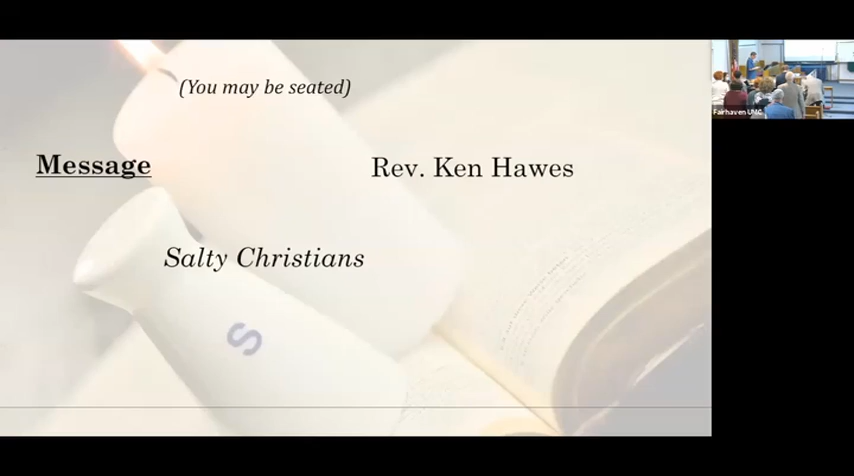 (You may be seated)
Message
Rev. Ken Hawes
Salty Christians
S
Fairhaven UMC